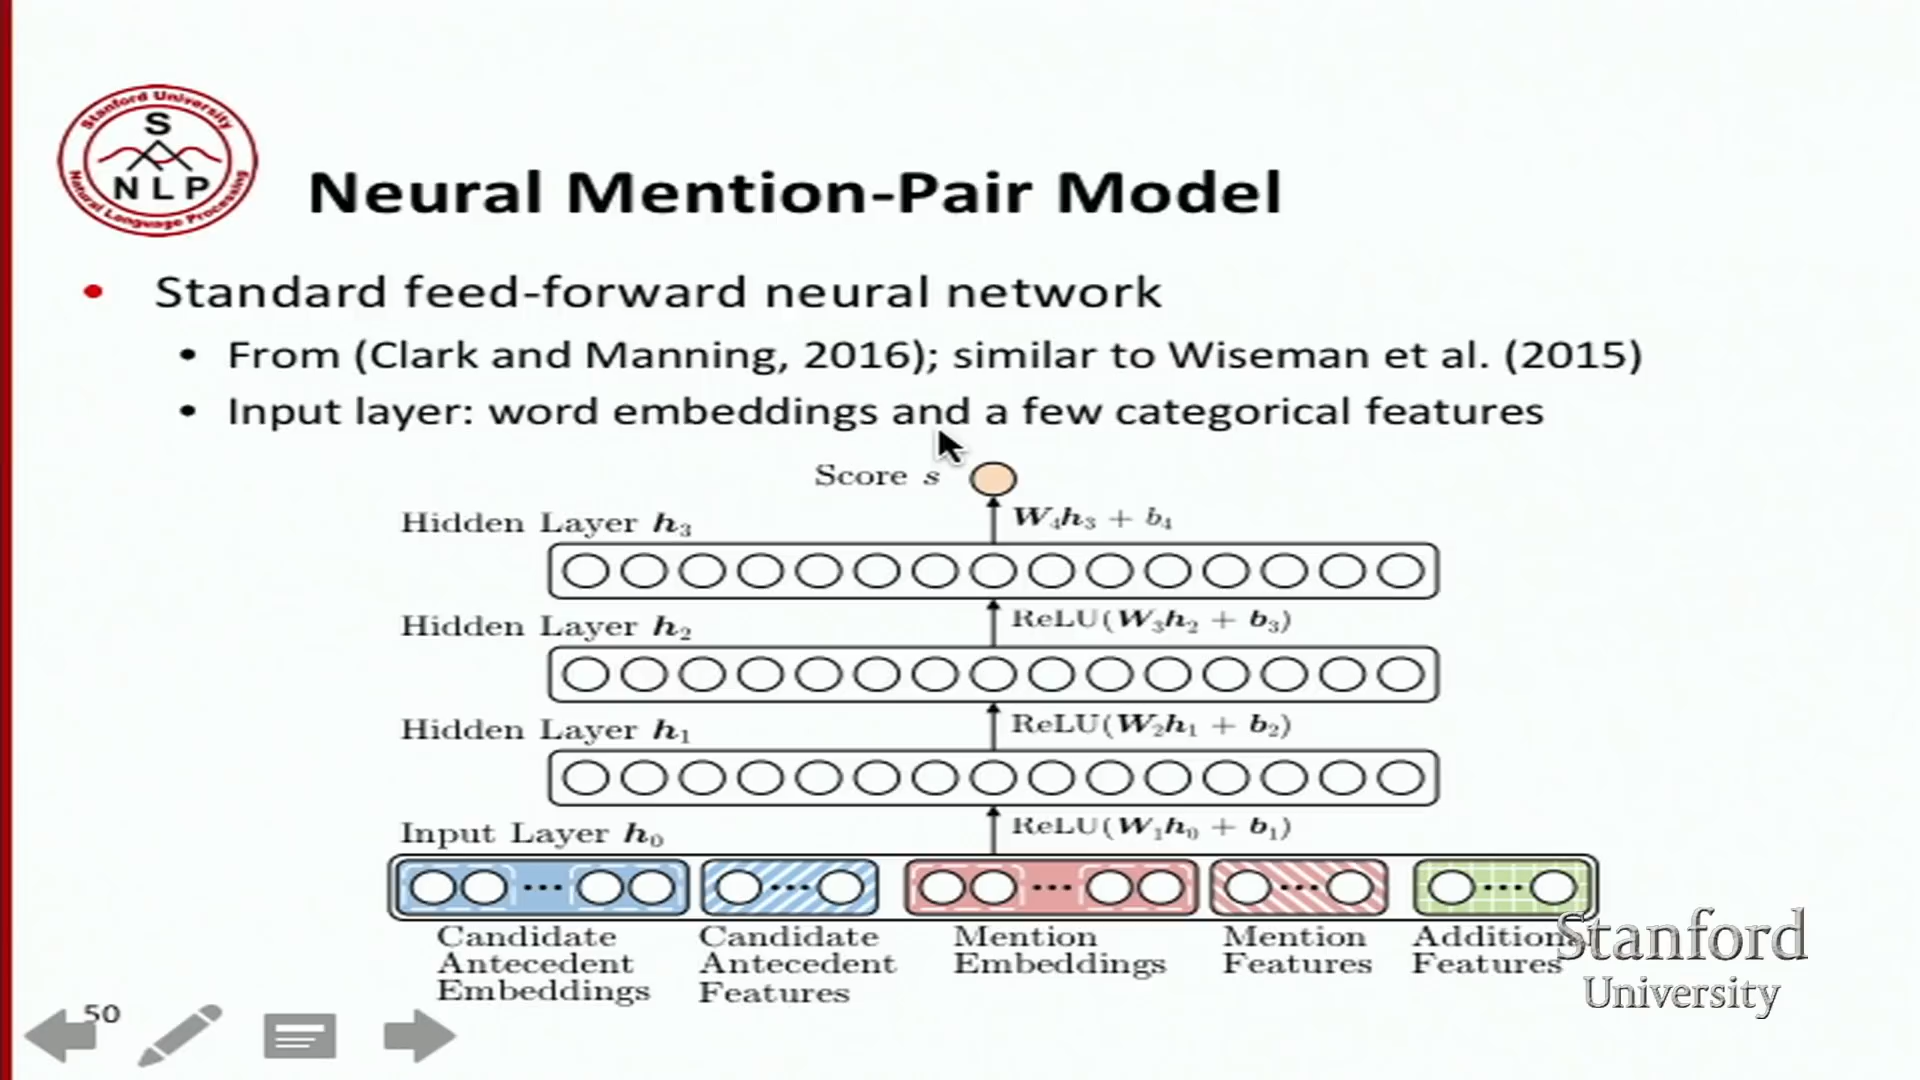 Stanford University
S
NLP
Natural Language Processing
Neural Mention-Pair Model
• Standard feed-forward neural network
• From (Clark and Manning, 2016); similar to Wiseman et al. (2015)
• Input layer: word embeddings and a few categorical features
Score s
W₄h₃ + b₄
Hidden Layer h₃
ReLU(W₃h₂ + b₃)
Hidden Layer h₂
ReLU(W₂h₁ + b₂)
Hidden Layer h₁
ReLU(W₁h₀ + b₁)
Input Layer h₀
Candidate
Antecedent
Embeddings
Candidate
Antecedent
Features
Mention
Embeddings
Mention
Features
Additional
Features
Stanford
University
50